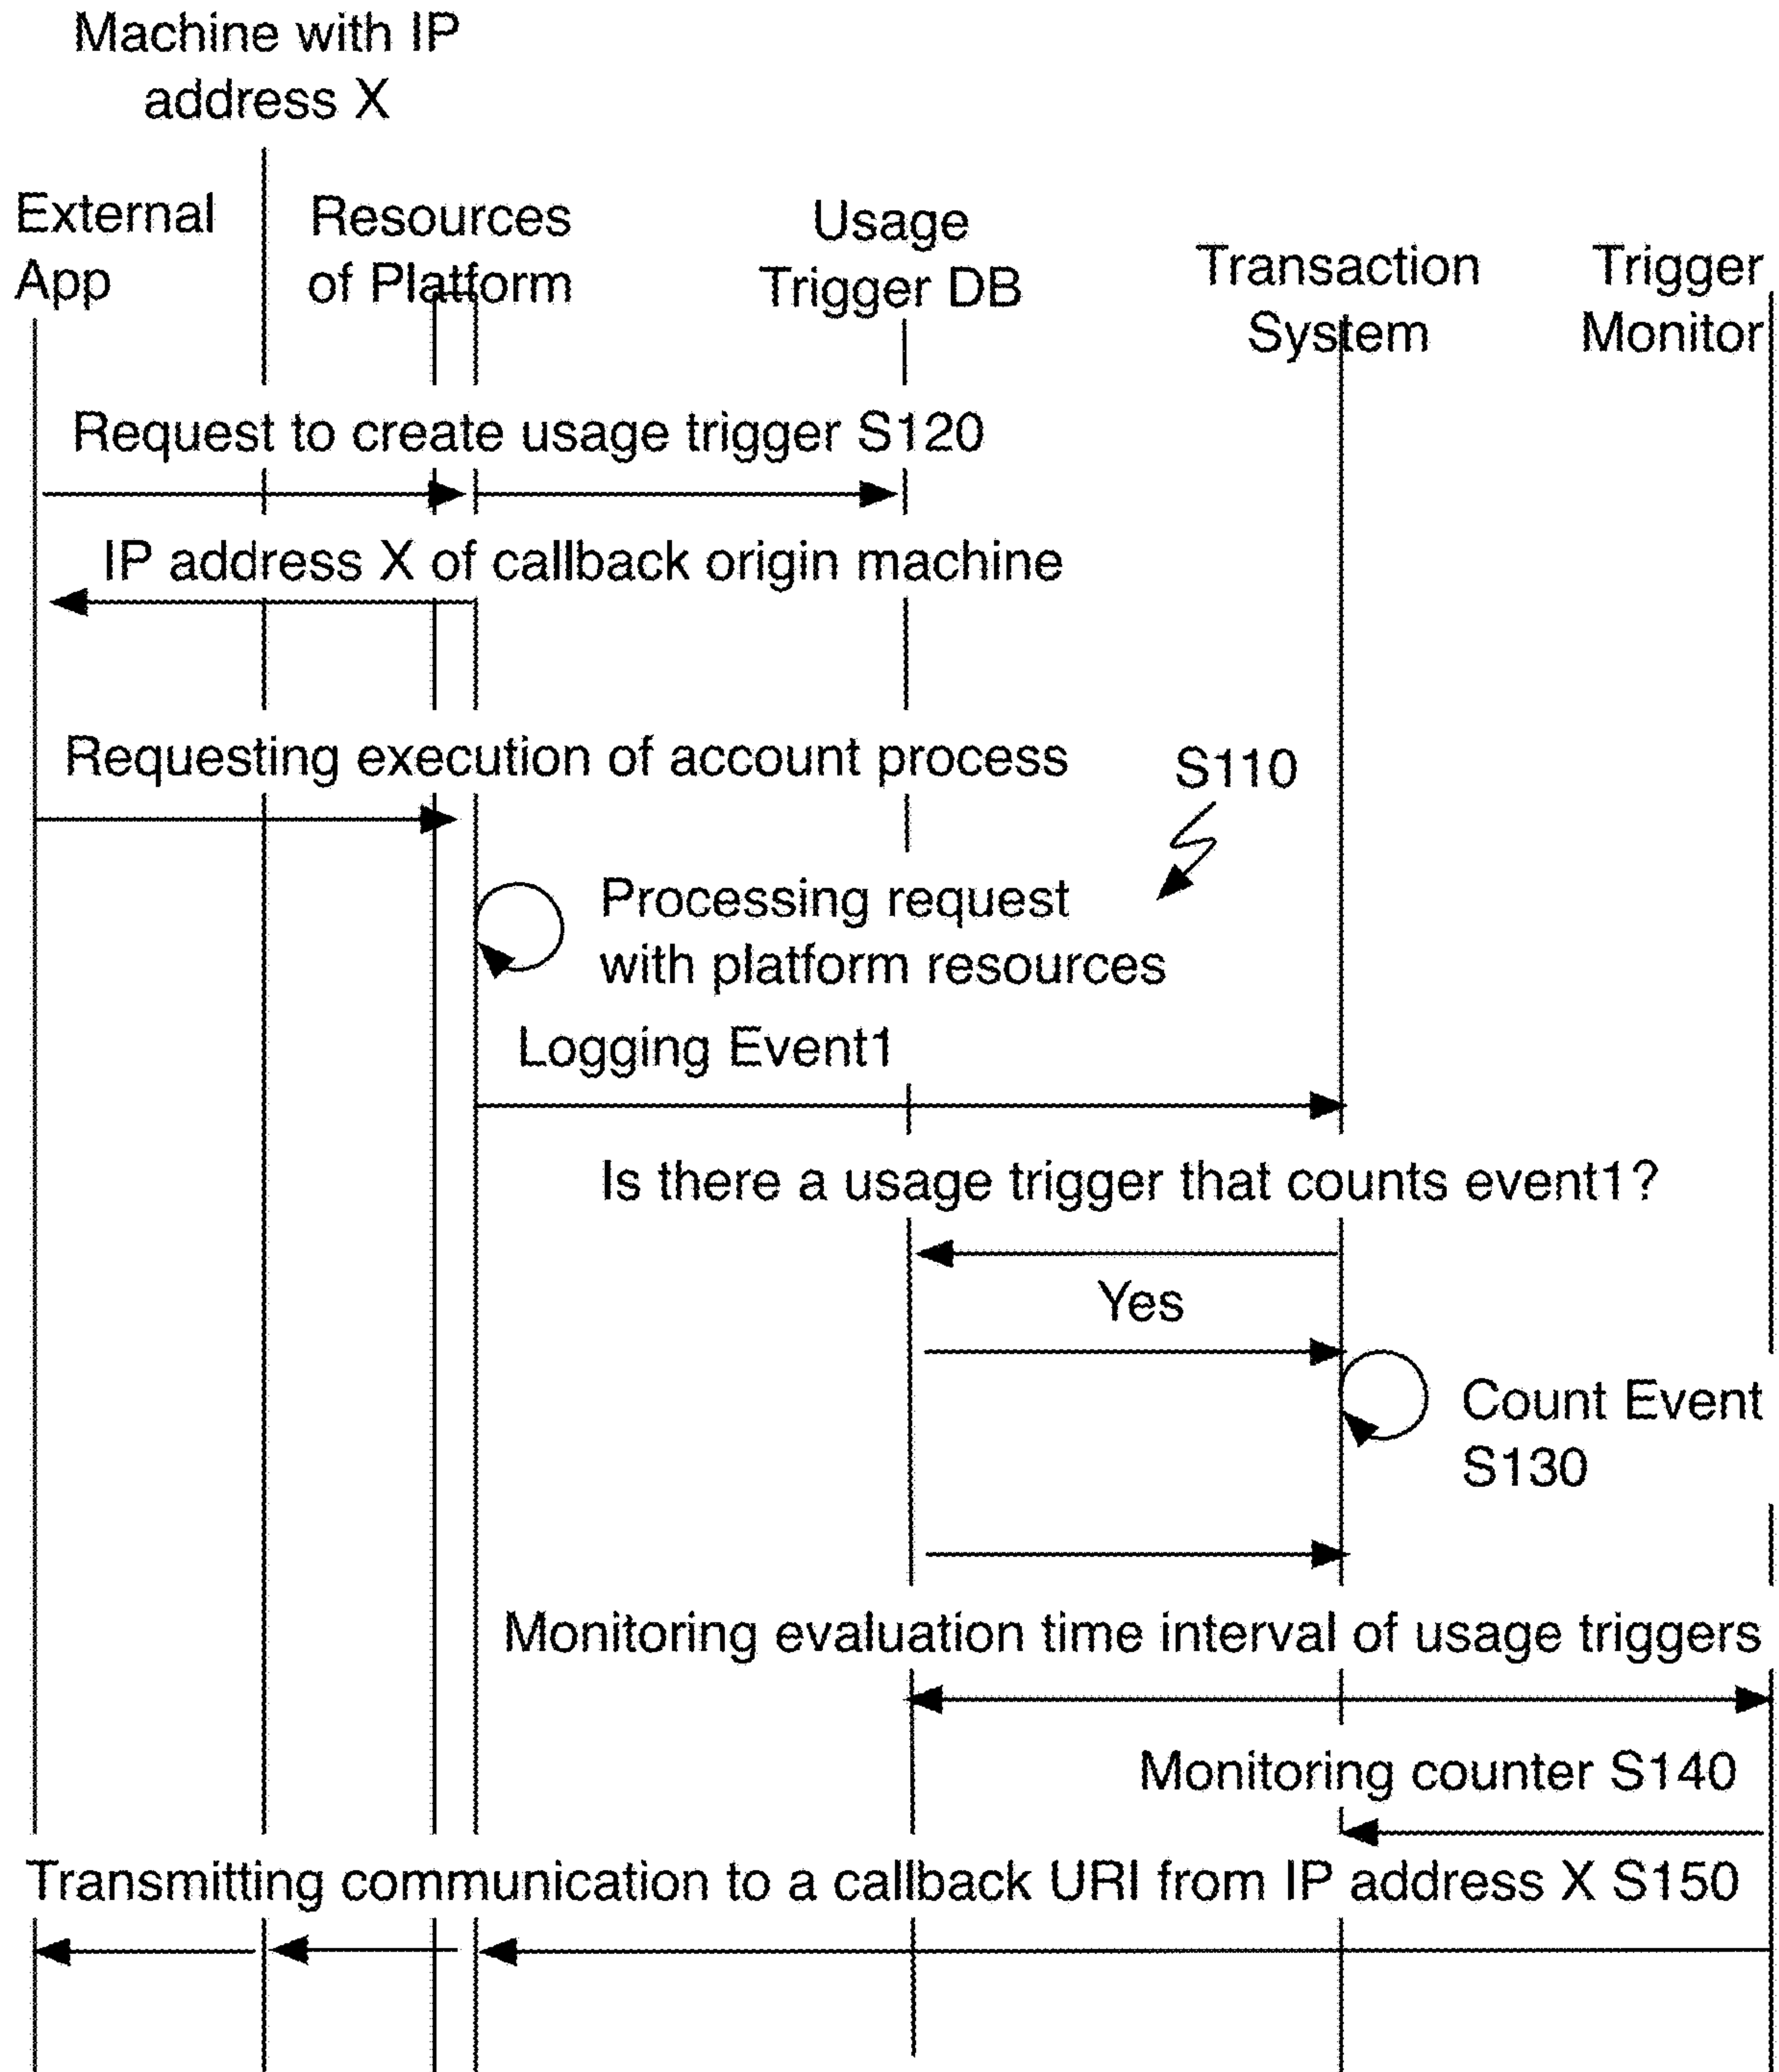 Machine with IP
address X
External
App
Resources
of Platform
Usage
Trigger DB
Transaction
System
Trigger
Monitor
Request to create usage trigger S120
IP address X of callback origin machine
Requesting execution of account process
S110
Processing request
with platform resources
Logging Event1
Is there a usage trigger that counts event1?
Yes
Count Event
S130
Monitoring evaluation time interval of usage triggers
Monitoring counter S140
Transmitting communication to a callback URI from IP address X S150